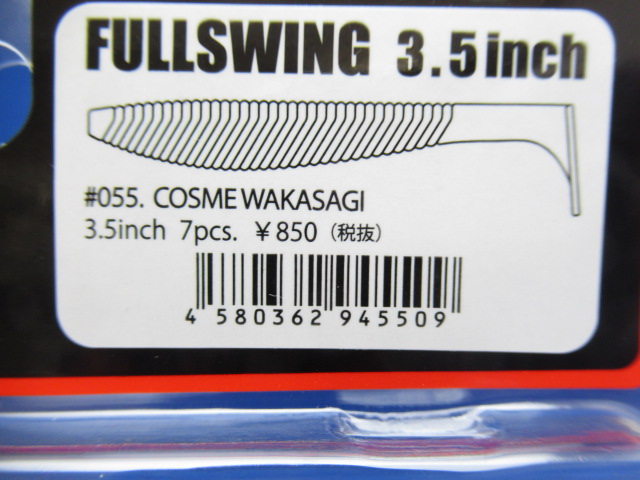 FULLSWING 3.5inch
#055. COSME WAKASAGI
3.5inch 7pcs. ￥850（税抜）
4 580362 945509